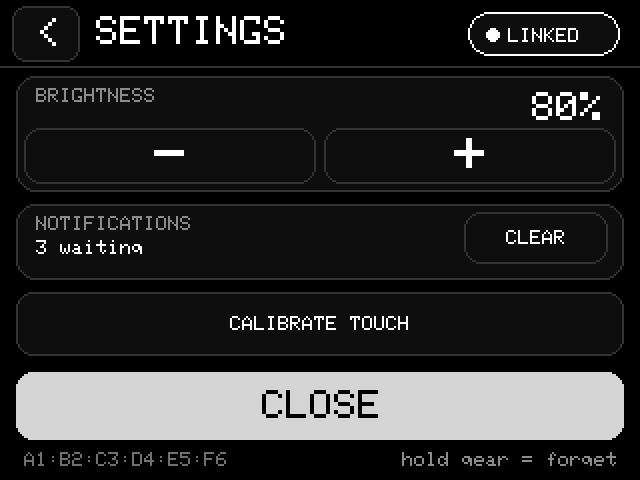 SETTINGS
LINKED
BRIGHTNESS
80%
− +
NOTIFICATIONS
3 waiting
CLEAR
CALIBRATE TOUCH
CLOSE
A1:B2:C3:D4:E5:F6
hold gear = forget